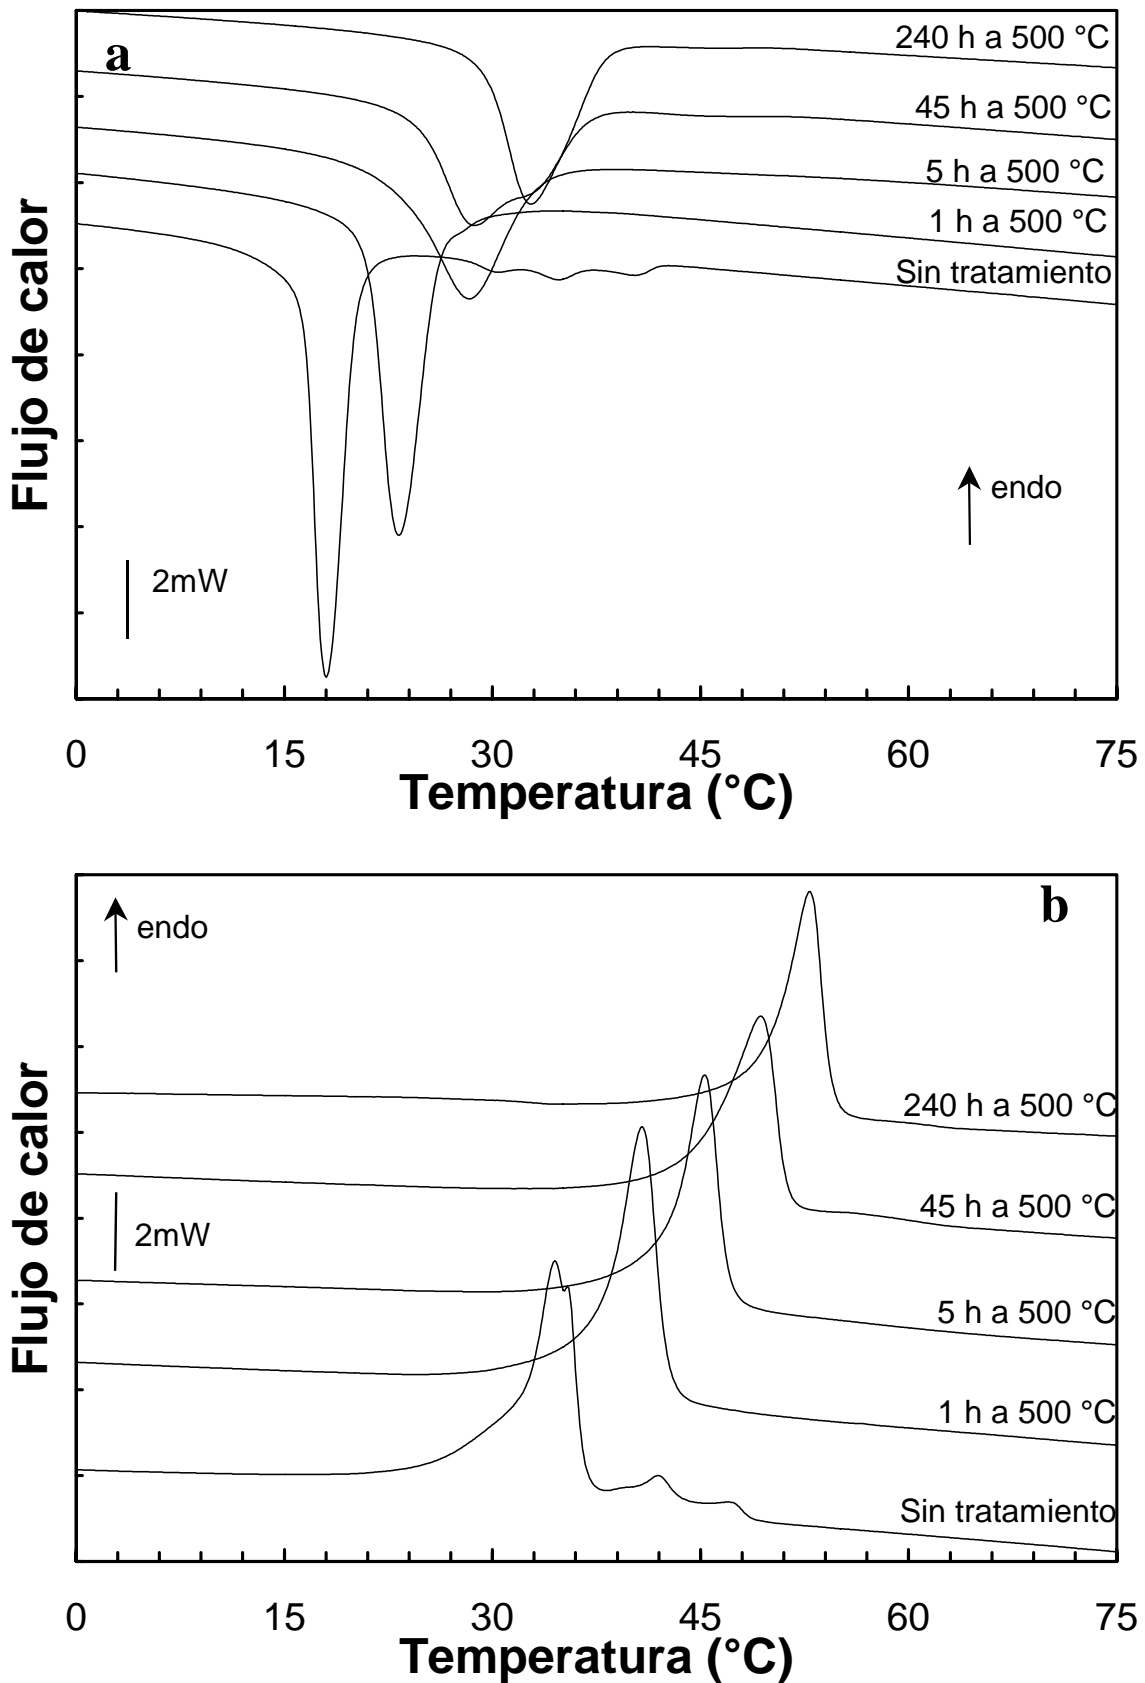 a
240 h a 500 °C
45 h a 500 °C
5 h a 500 °C
1 h a 500 °C
Sin tratamiento
Flujo de calor
endo
2mW
0 15 30 45 60 75
Temperatura (°C)
b
endo
240 h a 500 °C
2mW
45 h a 500 °C
5 h a 500 °C
1 h a 500 °C
Sin tratamiento
Flujo de calor
0 15 30 45 60 75
Temperatura (°C)